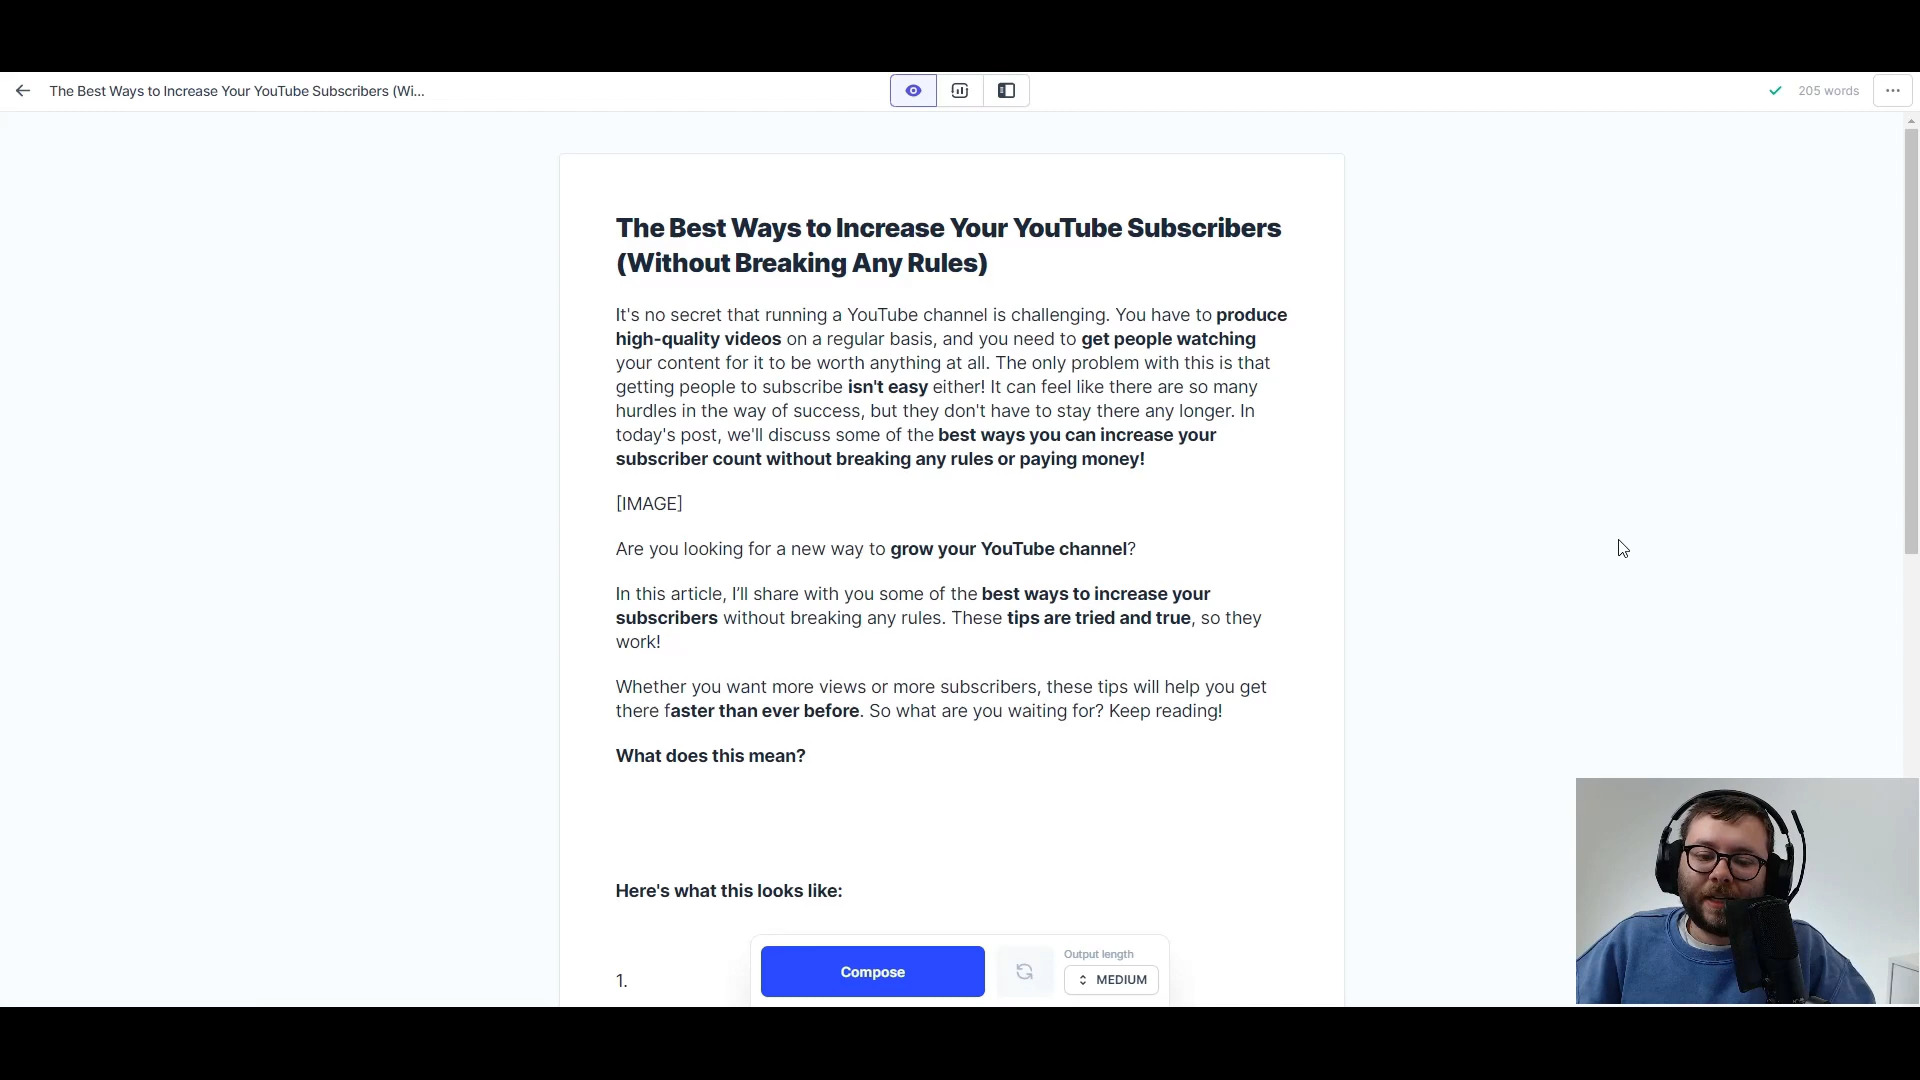 The Best Ways to Increase Your YouTube Subscribers (Wi...
205 words
The Best Ways to Increase Your YouTube Subscribers
(Without Breaking Any Rules)
It's no secret that running a YouTube channel is challenging. You have to produce
high-quality videos on a regular basis, and you need to get people watching
your content for it to be worth anything at all. The only problem with this is that
getting people to subscribe isn't easy either! It can feel like there are so many
hurdles in the way of success, but they don't have to stay there any longer. In
today's post, we'll discuss some of the best ways you can increase your
subscriber count without breaking any rules or paying money!
[IMAGE]
Are you looking for a new way to grow your YouTube channel?
In this article, I’ll share with you some of the best ways to increase your
subscribers without breaking any rules. These tips are tried and true, so they
work!
Whether you want more views or more subscribers, these tips will help you get
there faster than ever before. So what are you waiting for? Keep reading!
What does this mean?
Here's what this looks like:
1.
Compose
Output length
MEDIUM